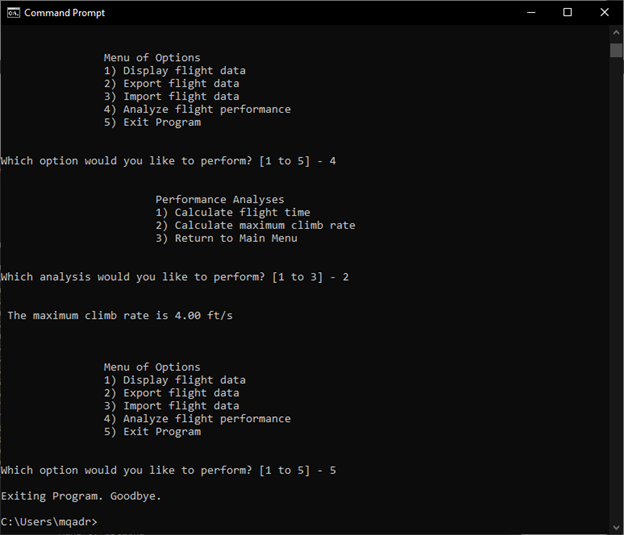 Command Prompt
Menu of Options
1) Display flight data
2) Export flight data
3) Import flight data
4) Analyze flight performance
5) Exit Program
Which option would you like to perform? [1 to 5] - 4
Performance Analyses
1) Calculate flight time
2) Calculate maximum climb rate
3) Return to Main Menu
Which analysis would you like to perform? [1 to 3] - 2
The maximum climb rate is 4.00 ft/s
Menu of Options
1) Display flight data
2) Export flight data
3) Import flight data
4) Analyze flight performance
5) Exit Program
Which option would you like to perform? [1 to 5] - 5
Exiting Program. Goodbye.
C:\Users\mqadr>